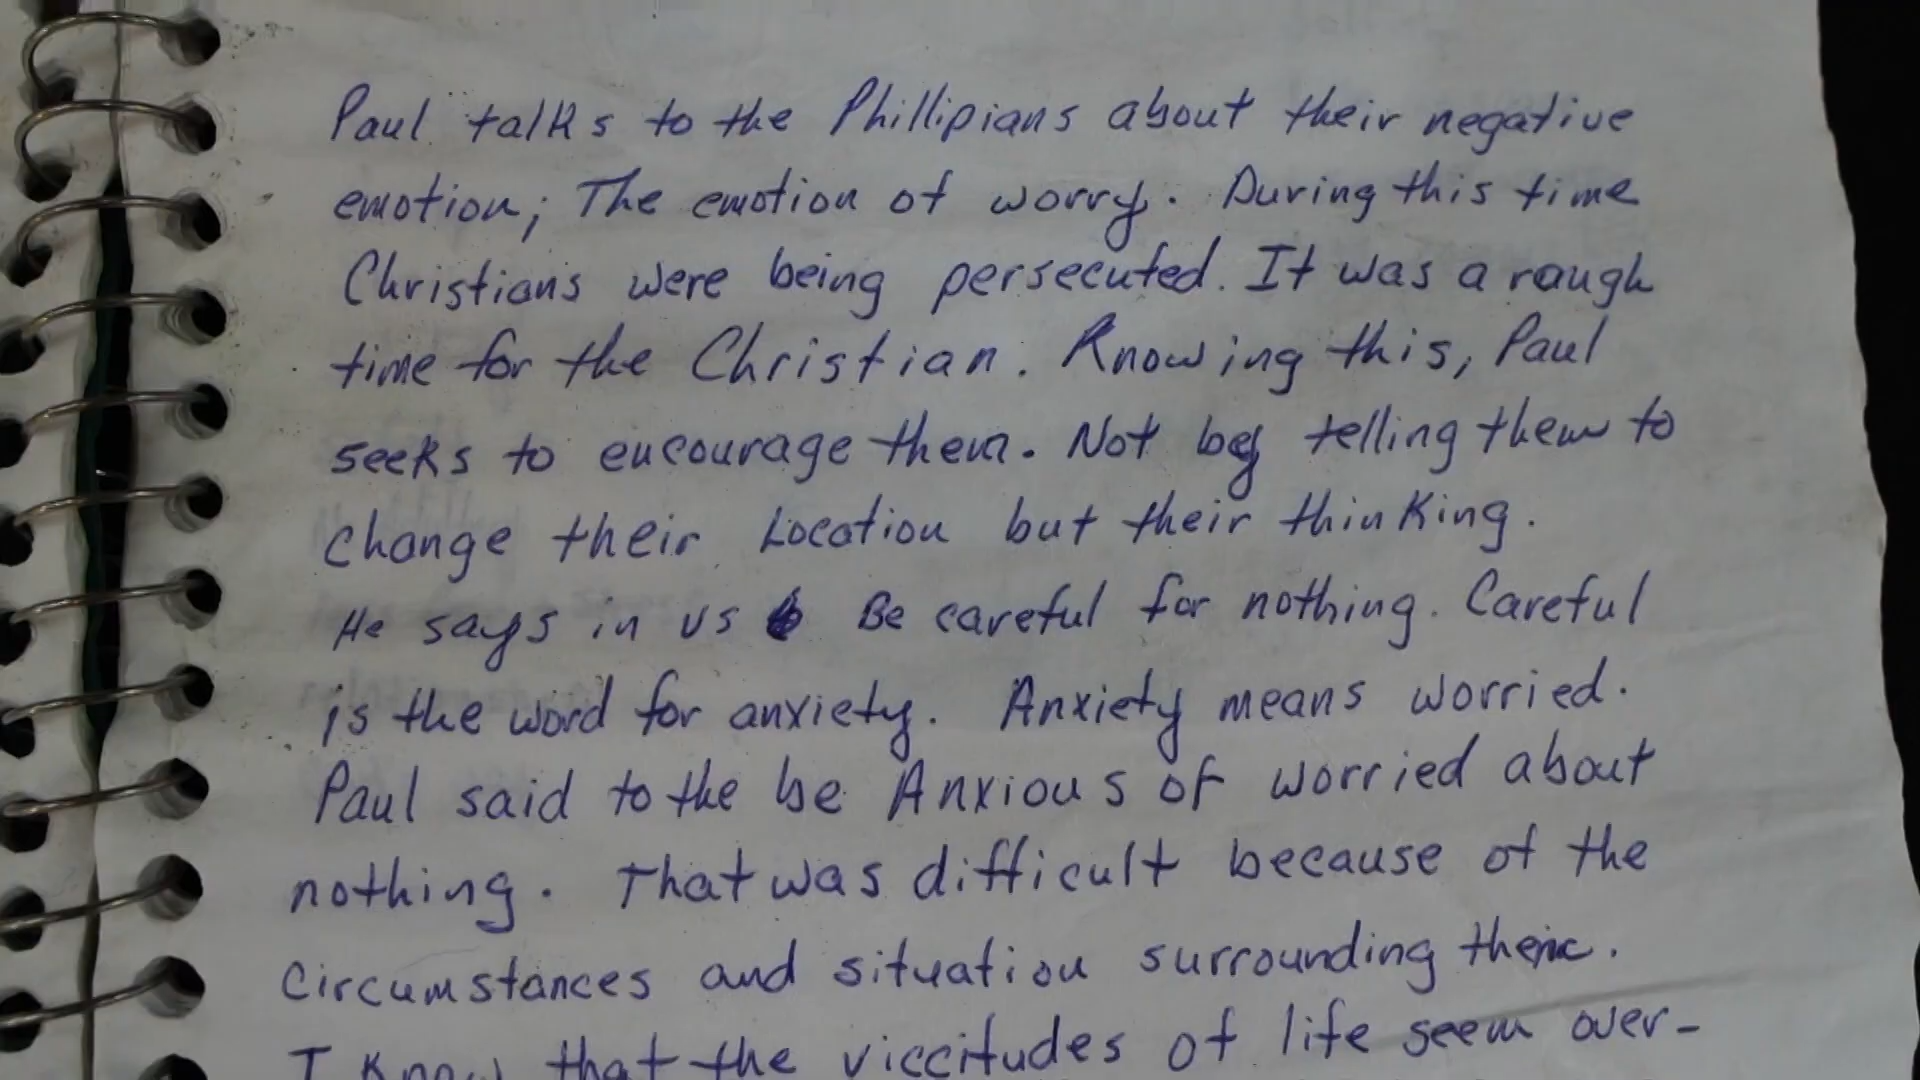 Paul talks to the Phillipians about their negative
emotion; The emotion of worry. During this time
Christians were being persecuted. It was a rough
time for the Christian. Knowing this, Paul
seeks to encourage them. Not by telling them to
change their Location but their thinking.
He says in vs 6 Be careful for nothing. Careful
is the word for anxiety. Anxiety means worried.
Paul said to the be Anxious of worried about
nothing. That was difficult because of the
circumstances and situation surrounding them.
I know that the viccitudes of life seem over-